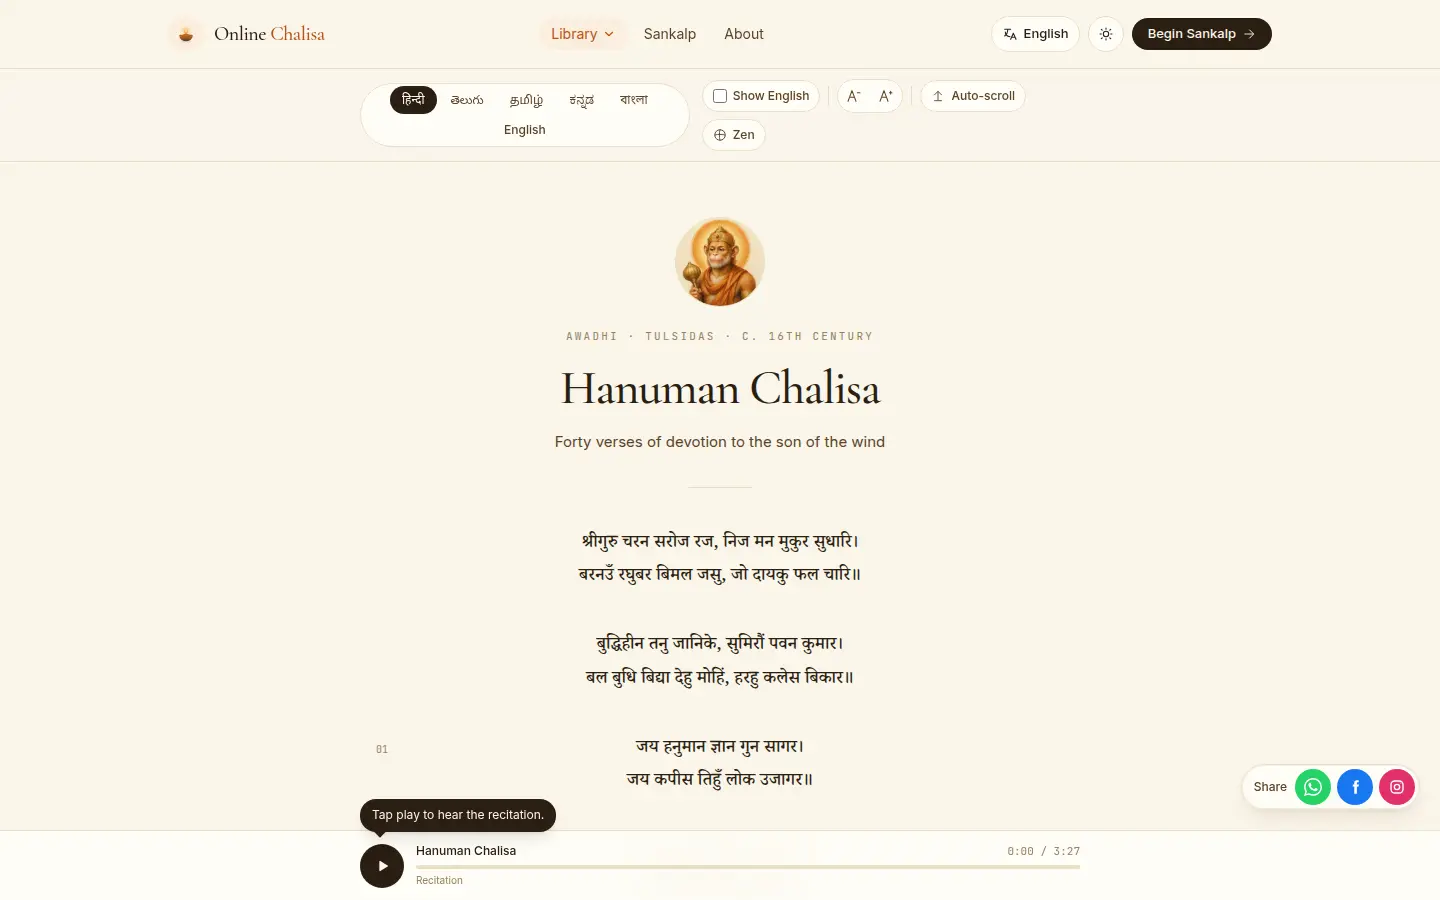 Online Chalisa
Library
Sankalp
About
English
Begin Sankalp
हिन्दी
తెలుగు
தமிழ்
ಕನ್ನಡ
বাংলা
English
Show English
A-
A+
Auto-scroll
Zen
AWADHI · TULSIDAS · C. 16TH CENTURY
Hanuman Chalisa
Forty verses of devotion to the son of the wind
श्रीगुरु चरन सरोज रज, निज मन मुकुर सुधारि।
बरनउँ रघुबर बिमल जसु, जो दायकु फल चारि॥
बुद्धिहीन तनु जानिके, सुमिरौं पवन कुमार।
बल बुधि बिद्या देहु मोहिं, हरहु कलेस बिकार॥
01
जय हनुमान ज्ञान गुन सागर।
जय कपीस तिहुँ लोक उजागर॥
Share
Tap play to hear the recitation.
Hanuman Chalisa
0:00 / 3:27
Recitation